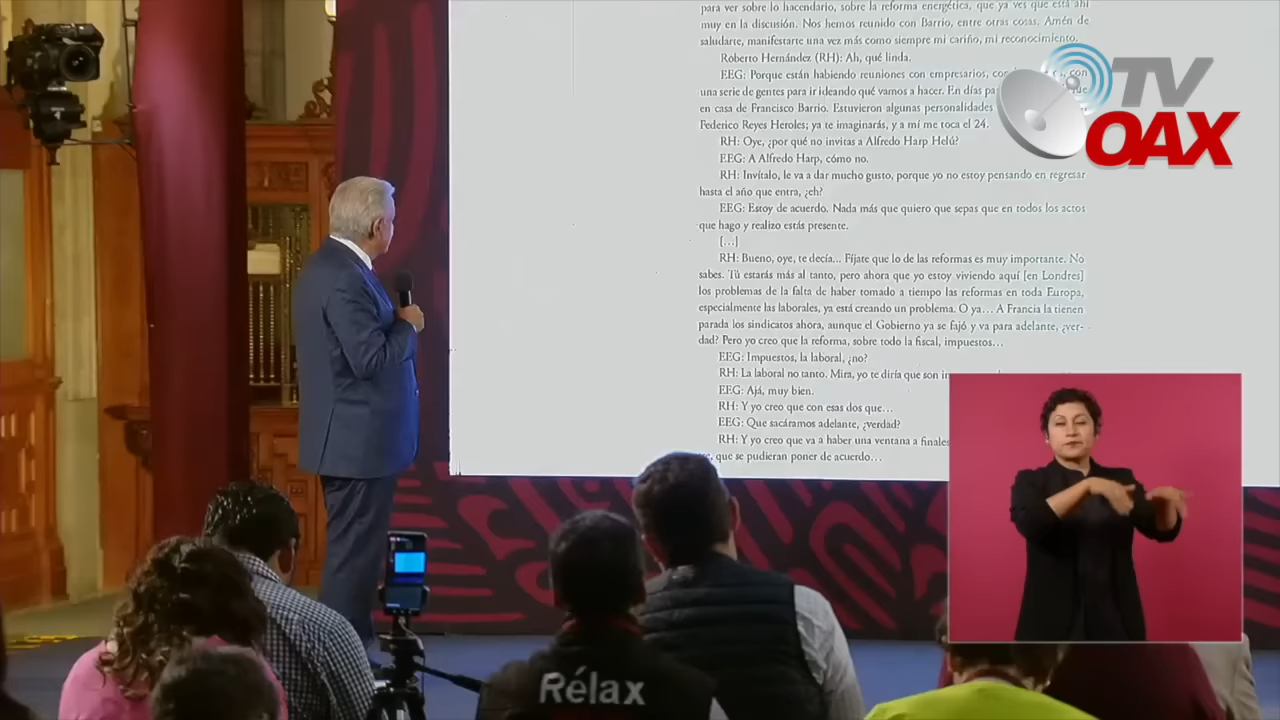 para ver sobre lo hacendario, sobre la reforma energética, que ya ves que está ahí
muy en la discusión. Nos hemos reunido con Barrio, entre otras cosas. Amén de
saludarte, manifestarte una vez más como siempre mi cariño, mi reconocimiento.
Roberto Hernández (RH): Ah, qué linda.
EEG: Porque están habiendo reuniones con empresarios, con
una serie de gentes para ir ideando qué vamos a hacer. En días
en casa de Francisco Barrio. Estuvieron algunas personalidades
Federico Reyes Heroles; ya te imaginarás, y a mí me toca el 24.
RH: Oye, ¿por qué no invitas a Alfredo Harp Helú?
EEG: A Alfredo Harp, cómo no.
RH: Invítalo, le va a dar mucho gusto, porque yo no estoy pensando en regresar
hasta el año que entra, ¿eh?
EEG: Estoy de acuerdo. Nada más que quiero que sepas que en todos los actos
que hago y realizo estás presente.
[…]
RH: Bueno, oye, te decía… Fíjate que lo de las reformas es muy importante. No
sabes. Tú estarás más al tanto, pero ahora que yo estoy viviendo aquí [en Londres]
los problemas de la falta de haber tomado a tiempo las reformas en toda Europa,
especialmente las laborales, ya está creando un problema. O ya… A Francia la tienen
parada los sindicatos ahora, aunque el Gobierno ya se fajó y va para adelante, ¿ver-
dad? Pero yo creo que la reforma, sobre todo la fiscal, impuestos…
EEG: Impuestos, la laboral, ¿no?
RH: La laboral no tanto. Mira, yo te diría que son
EEG: Ajá, muy bien.
RH: Y yo creo que con esas dos que…
EEG: Que sacáramos adelante, ¿verdad?
RH: Y yo creo que va a haber una ventana a finales
que se pudieran poner de acuerdo…
TV
OAX
Rélax